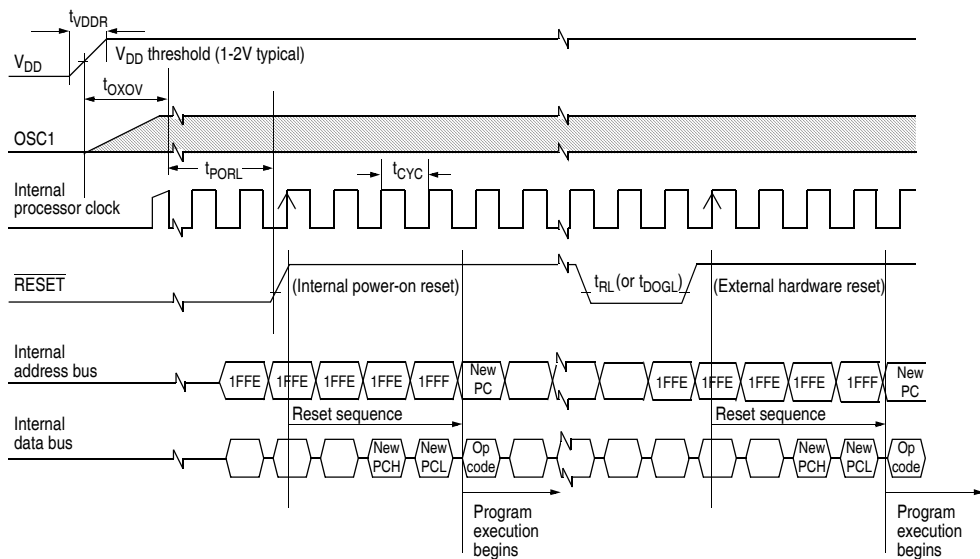 tVDDR
VDD
VDD threshold (1-2V typical)
tOXOV
OSC1
tPORL
tCYC
Internal
processor clock
RESET
(Internal power-on reset)
tRL (or tDOGL)
(External hardware reset)
Internal
address bus
1FFE 1FFE 1FFE 1FFE 1FFF New PC 1FFE 1FFE 1FFE 1FFE 1FFF New PC
Reset sequence
Reset sequence
Internal
data bus
New PCH New PCL Op code New PCH New PCL Op code
Program
execution
begins
Program
execution
begins